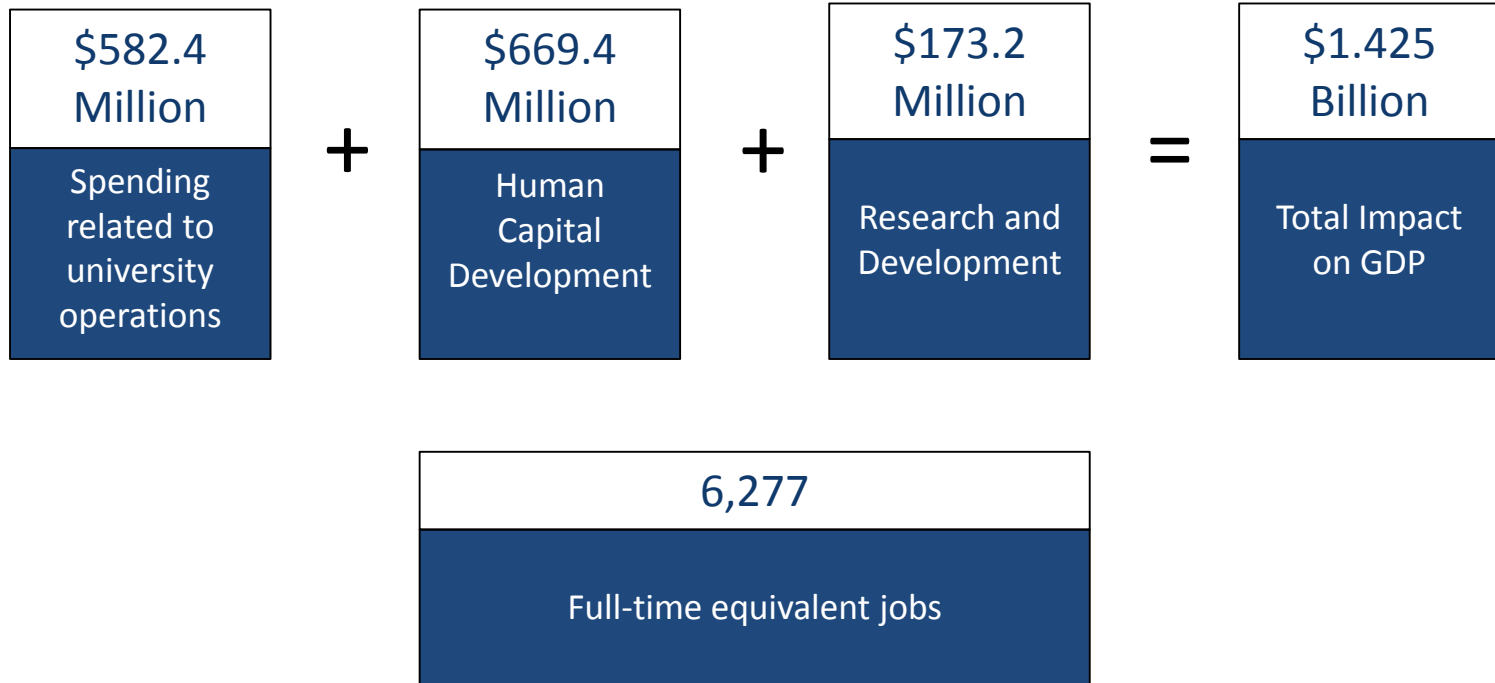 $582.4
Million
Spending
related to
university
operations
+
$669.4
Million
Human
Capital
Development
+
$173.2
Million
Research and
Development
=
$1.425
Billion
Total Impact
on GDP
6,277
Full-time equivalent jobs